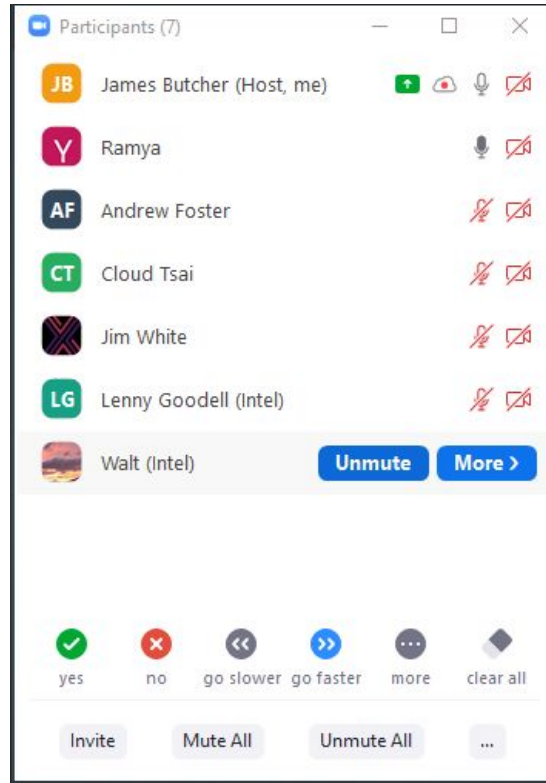 Participants (7)
JB James Butcher (Host, me)
Y Ramya
AF Andrew Foster
CT Cloud Tsai
Jim White
LG Lenny Goodell (Intel)
Walt (Intel) Unmute More >
yes no go slower go faster more clear all
Invite Mute All Unmute All ...